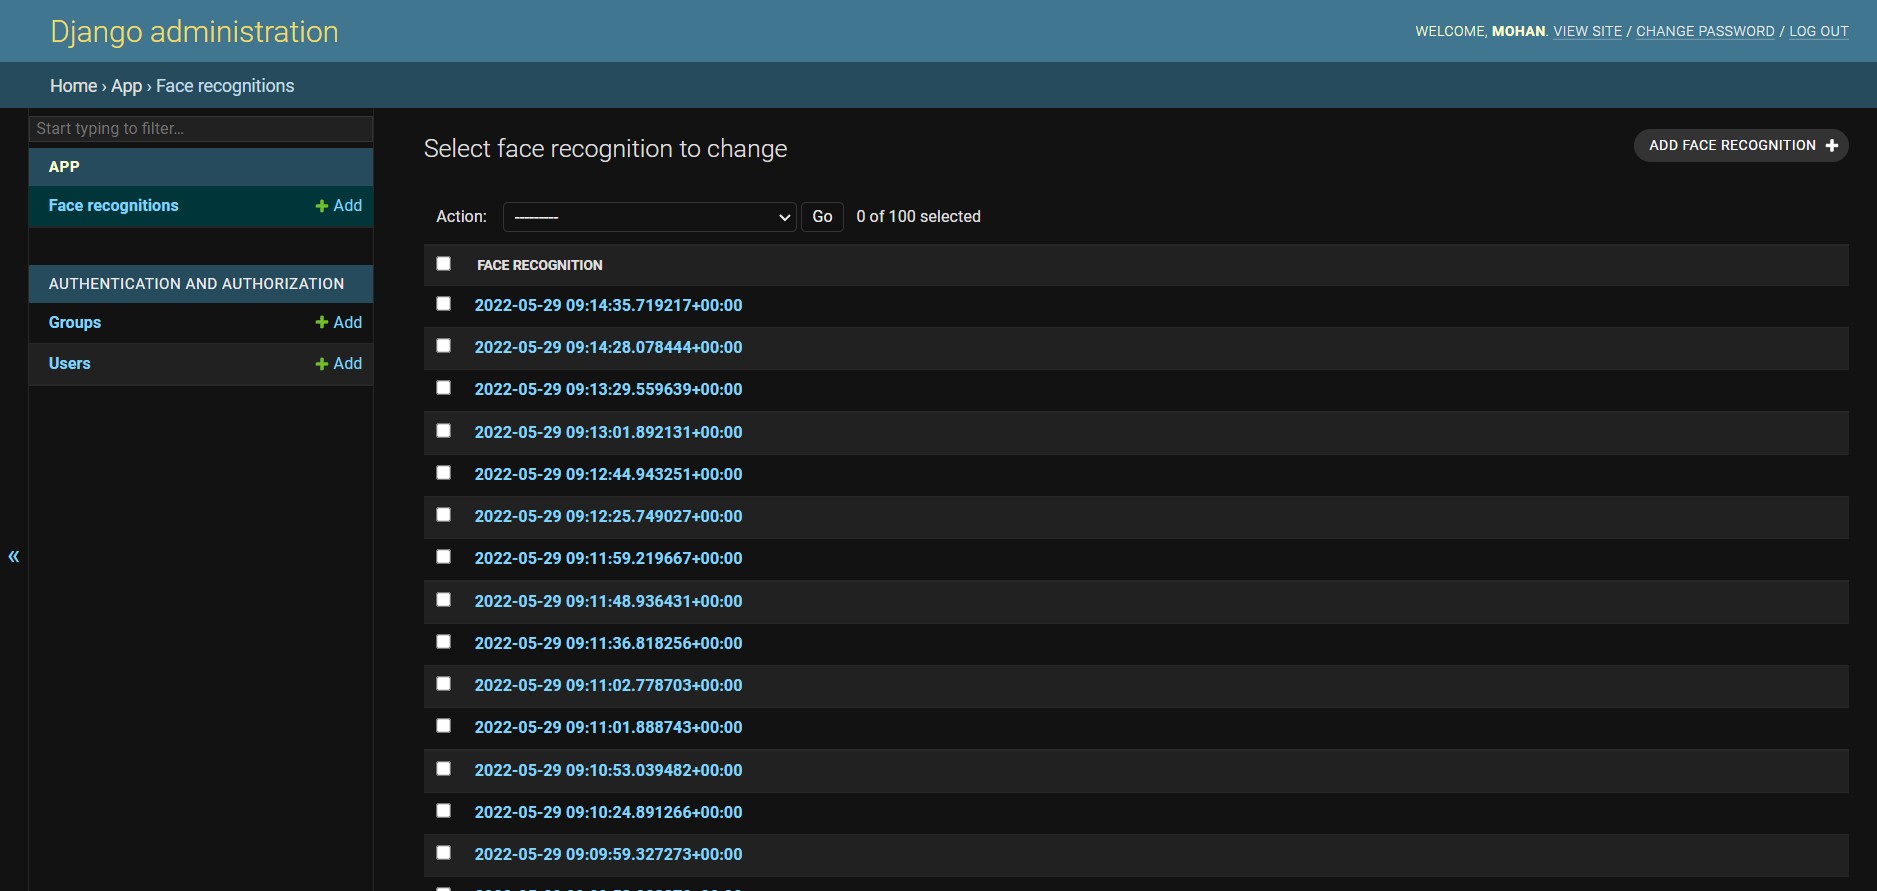 Django administration
WELCOME, MOHAN. VIEW SITE / CHANGE PASSWORD / LOG OUT
Home › App › Face recognitions
Start typing to filter…
APP
Face recognitions + Add
AUTHENTICATION AND AUTHORIZATION
Groups + Add
Users + Add
«
Select face recognition to change
ADD FACE RECOGNITION +
Action: --------- Go 0 of 100 selected
FACE RECOGNITION
2022-05-29 09:14:35.719217+00:00
2022-05-29 09:14:28.078444+00:00
2022-05-29 09:13:29.559639+00:00
2022-05-29 09:13:01.892131+00:00
2022-05-29 09:12:44.943251+00:00
2022-05-29 09:12:25.749027+00:00
2022-05-29 09:11:59.219667+00:00
2022-05-29 09:11:48.936431+00:00
2022-05-29 09:11:36.818256+00:00
2022-05-29 09:11:02.778703+00:00
2022-05-29 09:11:01.888743+00:00
2022-05-29 09:10:53.039482+00:00
2022-05-29 09:10:24.891266+00:00
2022-05-29 09:09:59.327273+00:00